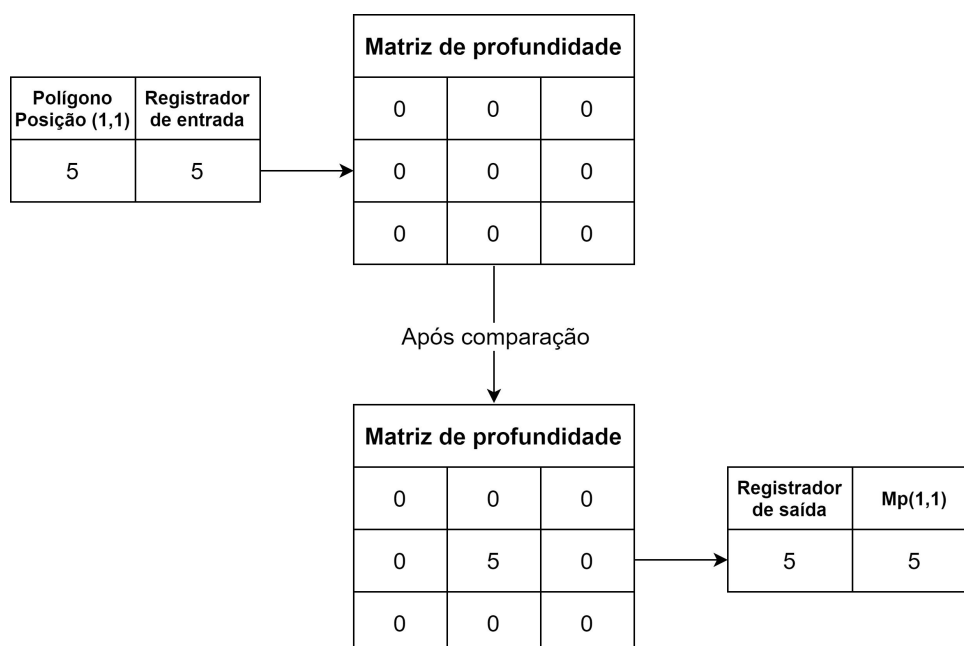 Matriz de profundidade
Polígono
Posição (1,1)
Registrador
de entrada
5 5
0 0 0
0 0 0
0 0 0
Após comparação
Matriz de profundidade
0 0 0
0 5 0
0 0 0
Registrador
de saída
Mp(1,1)
5 5